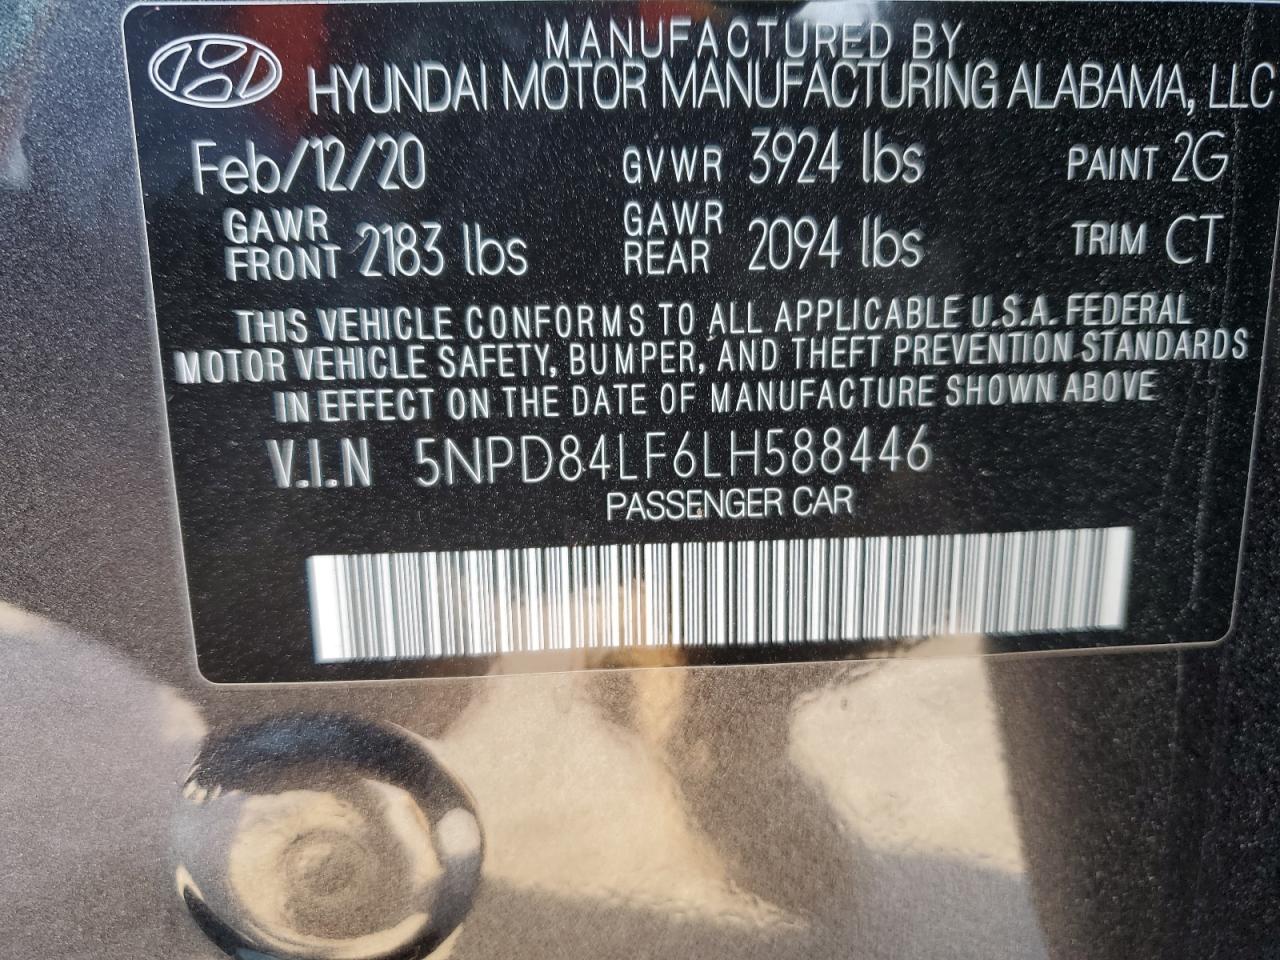 MANUFACTURED BY
HYUNDAI MOTOR MANUFACTURING ALABAMA, LLC
Feb/12/20 GVWR 3924 lbs PAINT 2G
GAWR FRONT 2183 lbs GAWR REAR 2094 lbs TRIM CT
THIS VEHICLE CONFORMS TO ALL APPLICABLE U.S.A. FEDERAL
MOTOR VEHICLE SAFETY, BUMPER, AND THEFT PREVENTION STANDARDS
IN EFFECT ON THE DATE OF MANUFACTURE SHOWN ABOVE
V.I.N 5NPD84LF6LH588446
PASSENGER CAR